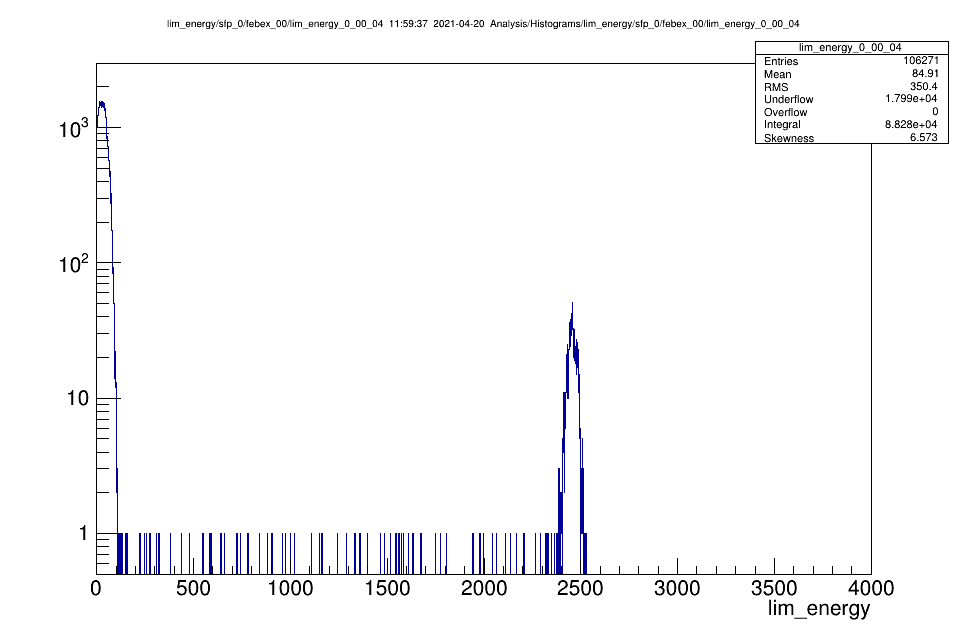 lim_energy/sfp_0/febex_00/lim_energy_0_00_04 11:59:37 2021-04-20 Analysis/Histograms/lim_energy/sfp_0/febex_00/lim_energy_0_00_04
lim_energy_0_00_04
Entries 106271
Mean 84.91
RMS 350.4
Underflow 1.799e+04
Overflow 0
Integral 8.828e+04
Skewness 6.573
10³
10²
10
1
0 500 1000 1500 2000 2500 3000 3500 4000
lim_energy